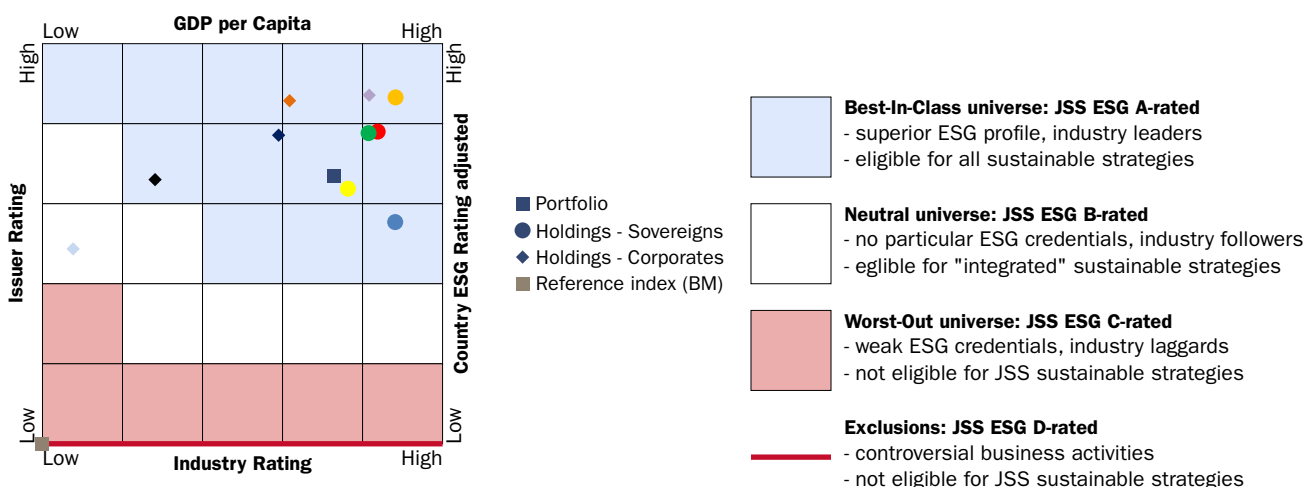 GDP per Capita
Low
High
High
High
Issuer Rating
Country ESG Rating adjusted
Low
Low
Low
Industry Rating
High
Portfolio
Holdings - Sovereigns
Holdings - Corporates
Reference index (BM)
Best-In-Class universe: JSS ESG A-rated
- superior ESG profile, industry leaders
- eligible for all sustainable strategies
Neutral universe: JSS ESG B-rated
- no particular ESG credentials, industry followers
- eglible for "integrated" sustainable strategies
Worst-Out universe: JSS ESG C-rated
- weak ESG credentials, industry laggards
- not eligible for JSS sustainable strategies
Exclusions: JSS ESG D-rated
- controversial business activities
- not eligible for JSS sustainable strategies